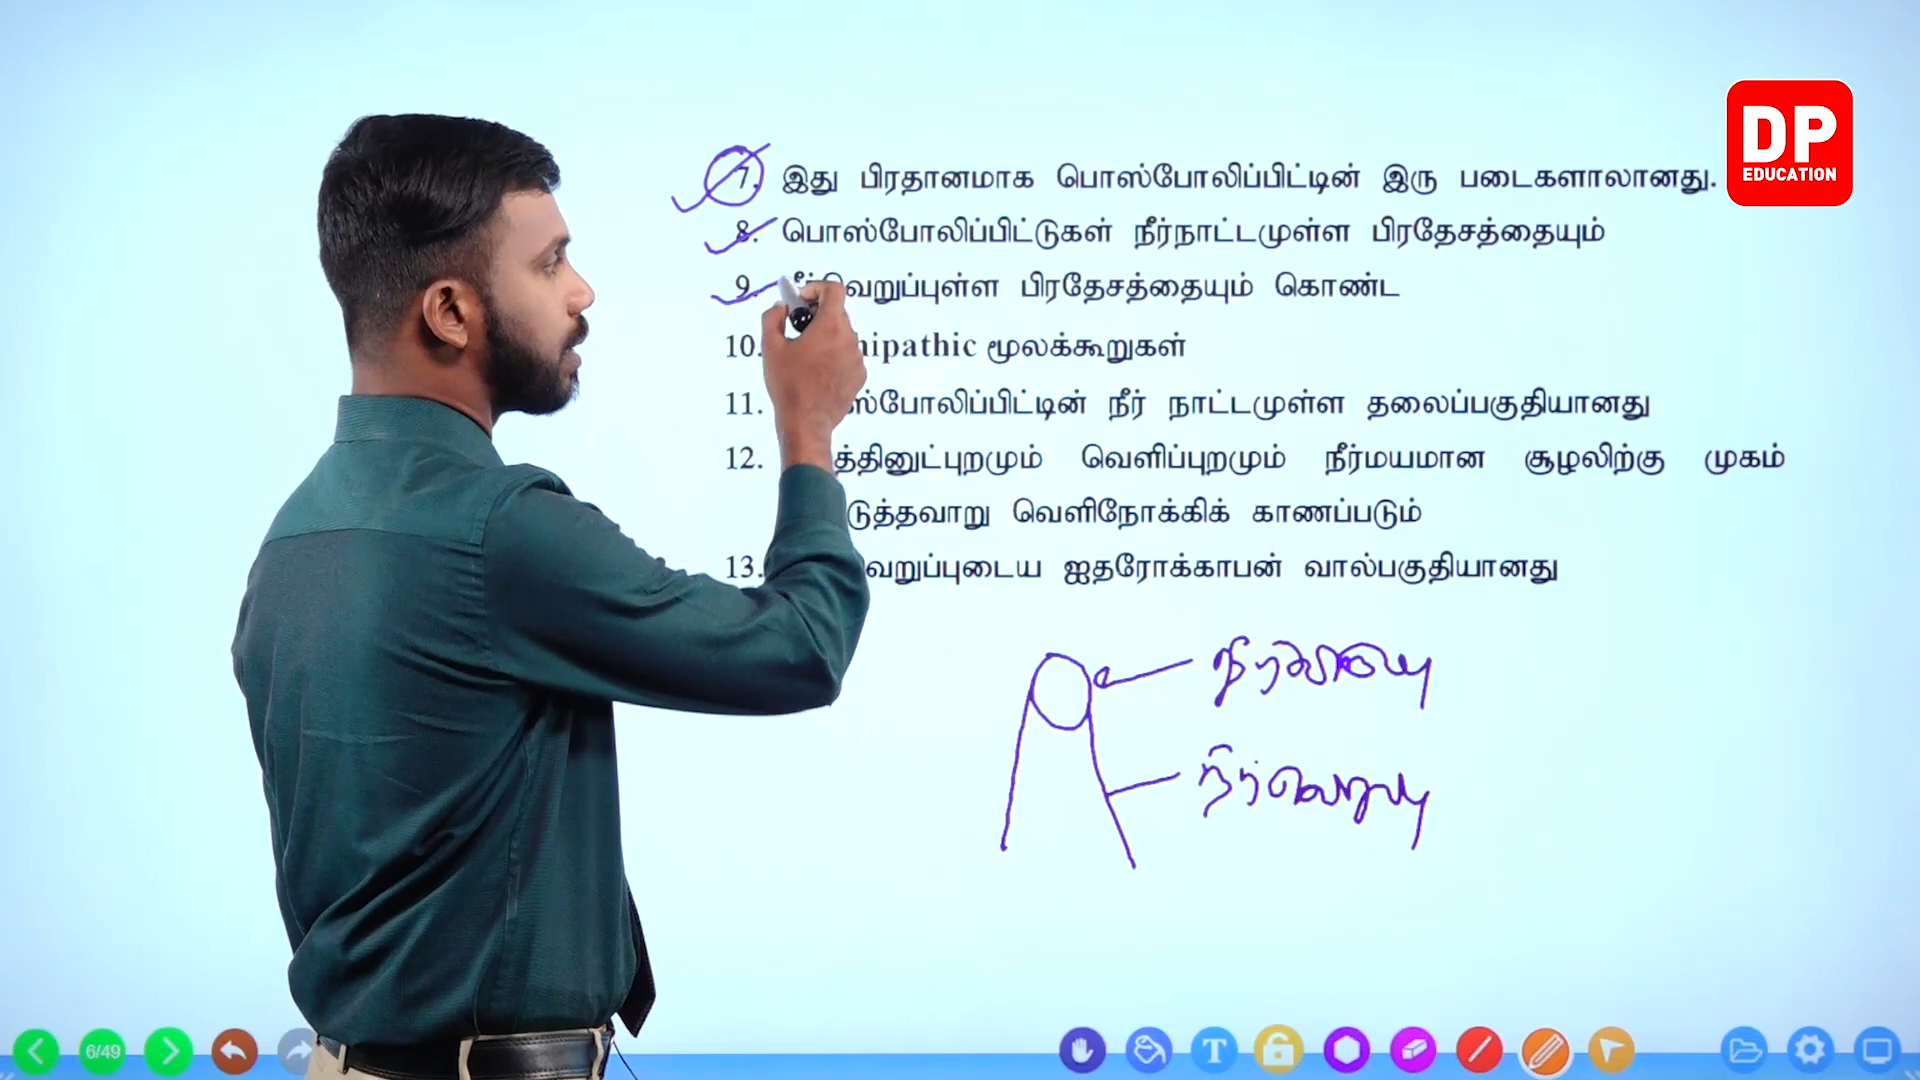 DP
EDUCATION
7. இது பிரதானமாக பொஸ்போலிப்பிட்டின் இரு படைகளாலானது.
8. பொஸ்போலிப்பிட்டுகள் நீர்நாட்டமுள்ள பிரதேசத்தையும்
9. நீர்வெறுப்புள்ள பிரதேசத்தையும் கொண்ட
10. hipathic மூலக்கூறுகள்
11. ஸ்போலிப்பிட்டின் நீர் நாட்டமுள்ள தலைப்பகுதியானது
12. த்தினுட்புறமும் வெளிப்புறமும் நீர்மயமான சூழலிற்கு முகம்
டுத்தவாறு வெளிநோக்கிக் காணப்படும்
13. வெறுப்புடைய ஐதரோக்காபன் வால்பகுதியானது
நீர்வெறுப்பு
6/49